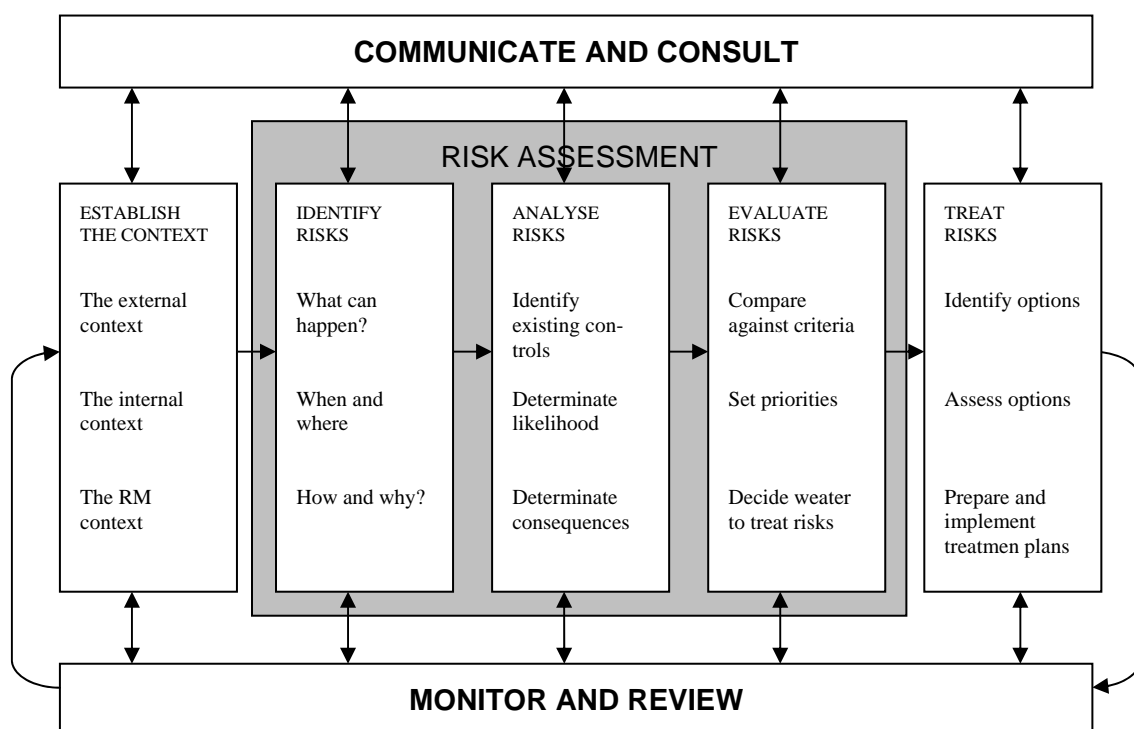 COMMUNICATE AND CONSULT
RISK ASSESSMENT
ESTABLISH
THE CONTEXT
The external
context
The internal
context
The RM
context
IDENTIFY
RISKS
What can
happen?
When and
where
How and why?
ANALYSE
RISKS
Identify
existing con-
trols
Determinate
likelihood
Determinate
consequences
EVALUATE
RISKS
Compare
against criteria
Set priorities
Decide weater
to treat risks
TREAT
RISKS
Identify options
Assess options
Prepare and
implement
treatmen plans
MONITOR AND REVIEW